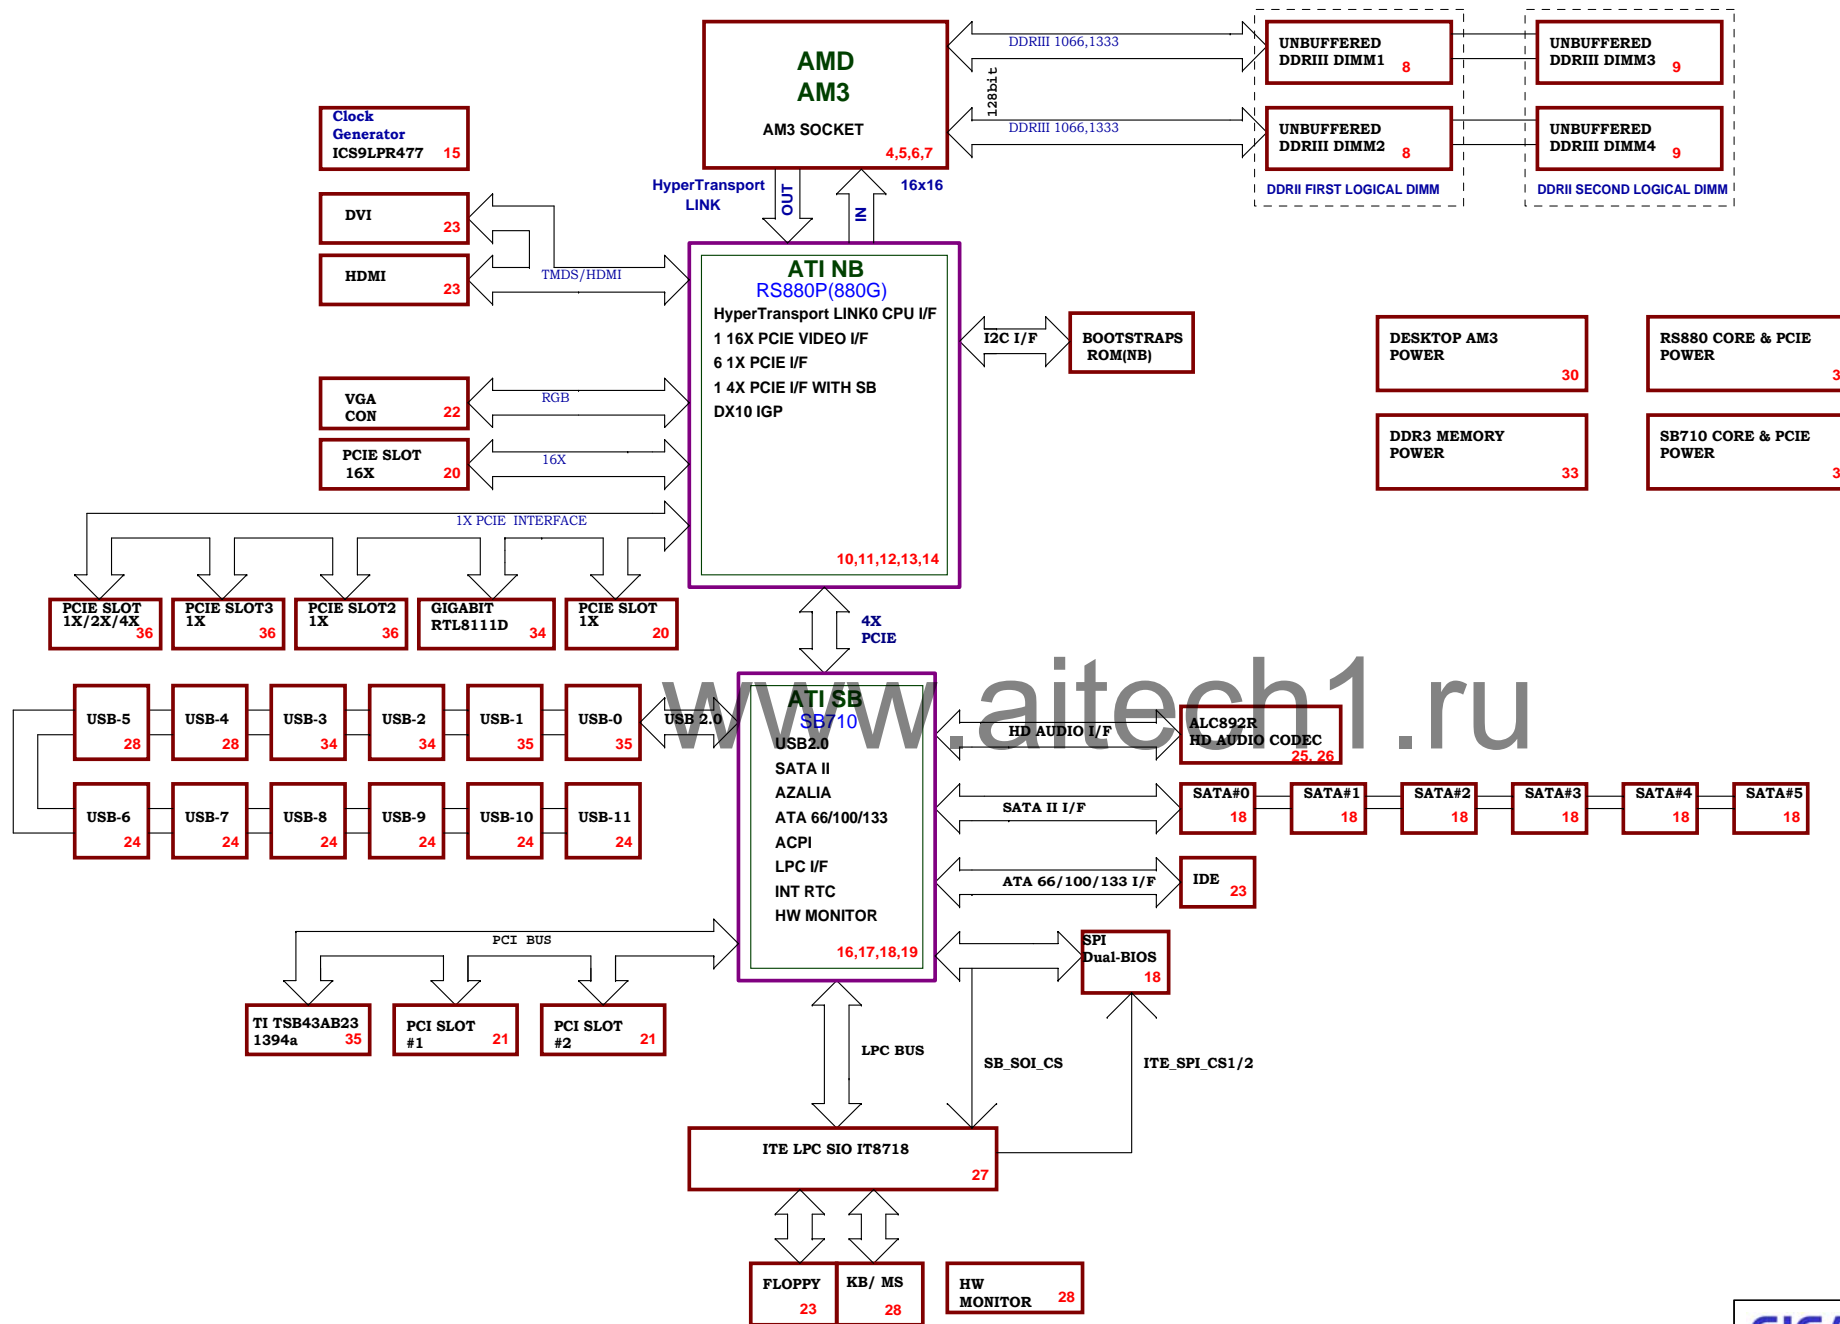 AMD
AM3
AM3 SOCKET
4,5,6,7
DDRIII 1066,1333
128bit
DDRIII 1066,1333
UNBUFFERED
DDRIII DIMM1
8
UNBUFFERED
DDRIII DIMM3
9
UNBUFFERED
DDRIII DIMM2
8
UNBUFFERED
DDRIII DIMM4
9
DDRII FIRST LOGICAL DIMM
DDRII SECOND LOGICAL DIMM
Clock
Generator
ICS9LPR477
15
HyperTransport
LINK
OUT
IN
16x16
DVI
23
HDMI
23
TMDS/HDMI
ATI NB
RS880P(880G)
HyperTransport LINK0 CPU I/F
1 16X PCIE VIDEO I/F
6 1X PCIE I/F
1 4X PCIE I/F WITH SB
DX10 IGP
10,11,12,13,14
I2C I/F
BOOTSTRAPS
ROM(NB)
DESKTOP AM3
POWER
30
RS880 CORE & PCIE
POWER
DDR3 MEMORY
POWER
33
SB710 CORE & PCIE
POWER
VGA
CON
22
RGB
PCIE SLOT
16X
20
16X
1X PCIE INTERFACE
PCIE SLOT
1X/2X/4X
36
PCIE SLOT3
1X
36
PCIE SLOT2
1X
36
GIGABIT
RTL8111D
34
PCIE SLOT
1X
20
4X
PCIE
www.aitech1.ru
USB-5
28
USB-4
28
USB-3
34
USB-2
34
USB-1
35
USB-0
35
USB 2.0
USB-6
24
USB-7
24
USB-8
24
USB-9
24
USB-10
24
USB-11
24
ATI SB
SB710
USB2.0
SATA II
AZALIA
ATA 66/100/133
ACPI
LPC I/F
INT RTC
HW MONITOR
16,17,18,19
HD AUDIO I/F
ALC892R
HD AUDIO CODEC
25, 26
SATA II I/F
SATA#0
18
SATA#1
18
SATA#2
18
SATA#3
18
SATA#4
18
SATA#5
18
ATA 66/100/133 I/F
IDE
23
SPI
Dual-BIOS
18
PCI BUS
TI TSB43AB23
1394a
35
PCI SLOT
#1
21
PCI SLOT
#2
21
LPC BUS
SB_SOI_CS
ITE_SPI_CS1/2
ITE LPC SIO IT8718
27
FLOPPY
23
KB/ MS
28
HW
MONITOR
28